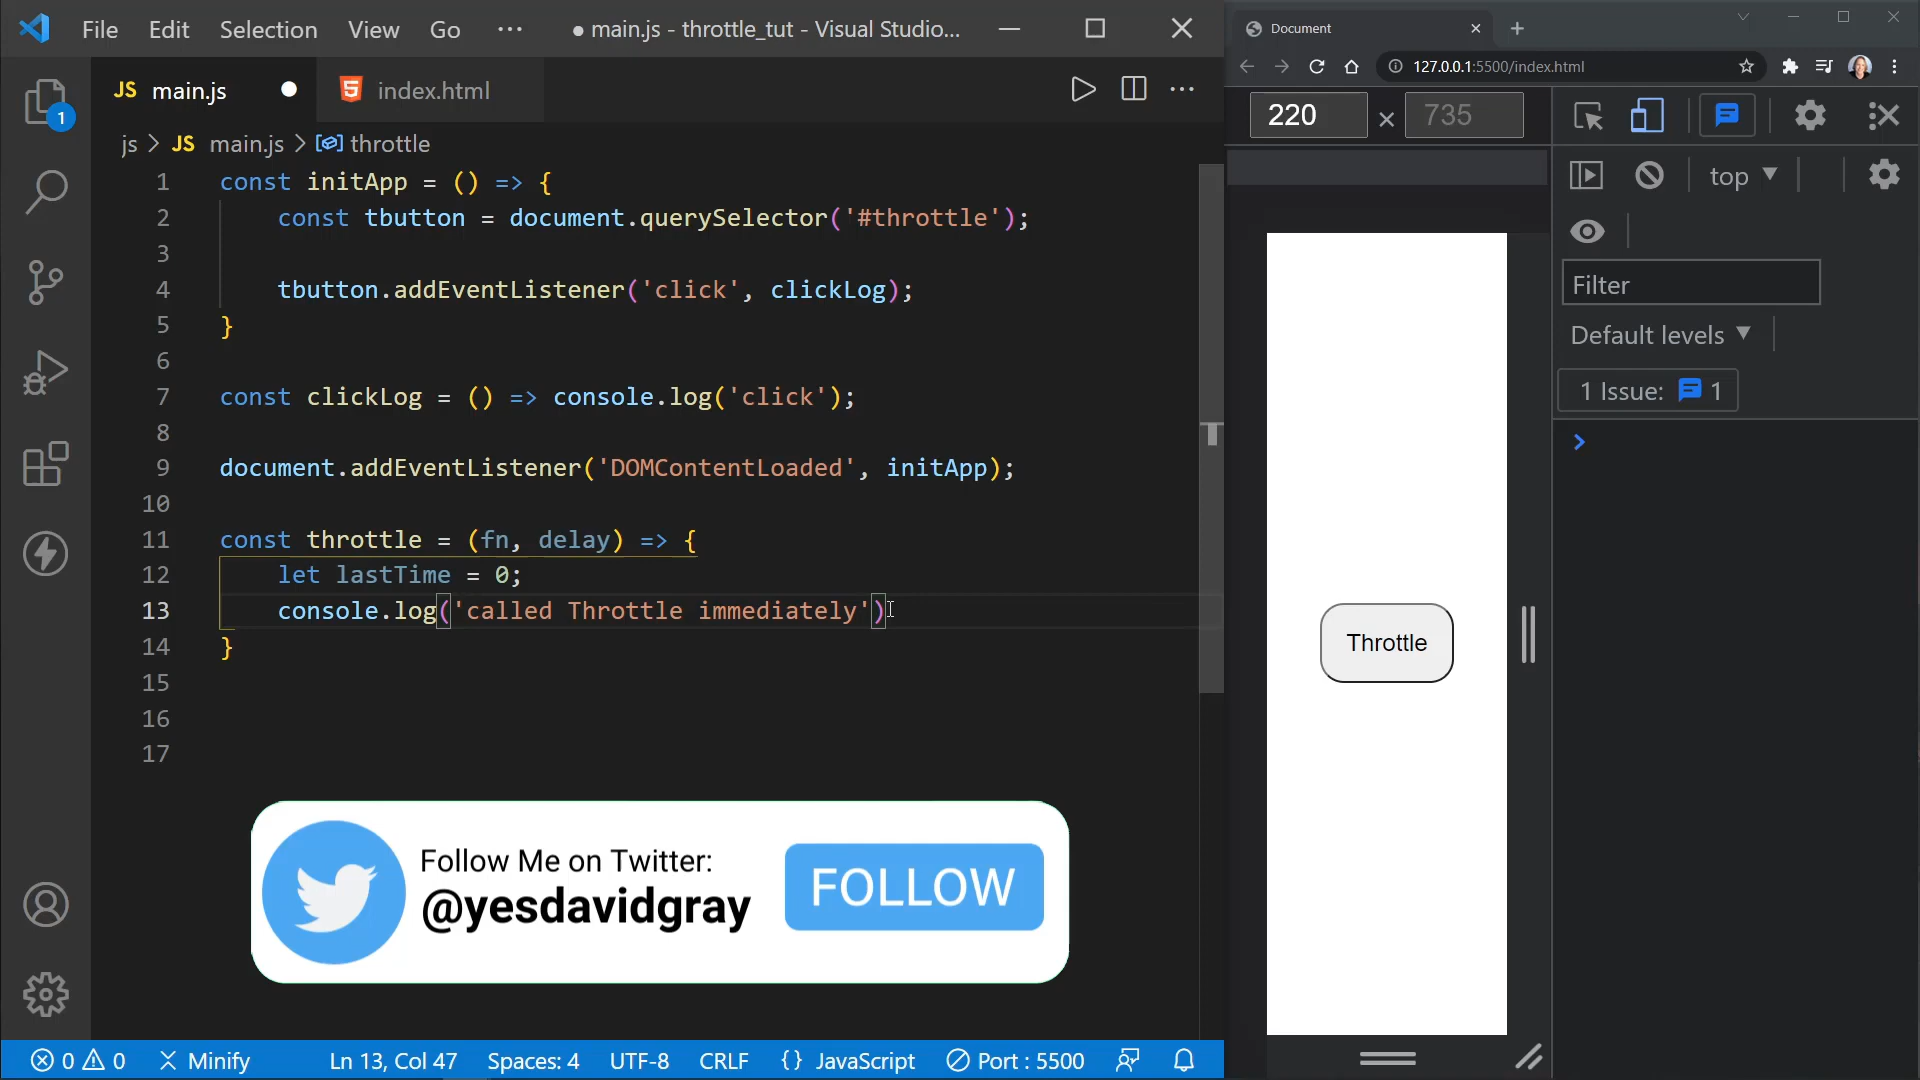 File Edit Selection View Go ··· ● main.js - throttle_tut - Visual Studio...
JS main.js ● index.html
js > JS main.js > throttle
1 const initApp = () => {
2 const tbutton = document.querySelector('#throttle');
3
4 tbutton.addEventListener('click', clickLog);
5 }
6
7 const clickLog = () => console.log('click');
8
9 document.addEventListener('DOMContentLoaded', initApp);
10
11 const throttle = (fn, delay) => {
12 let lastTime = 0;
13 console.log('called Throttle immediately')
14 }
15
16
17
1
Follow Me on Twitter:
@yesdavidgray
FOLLOW
0 0 Minify Ln 13, Col 47 Spaces: 4 UTF-8 CRLF {} JavaScript Port : 5500
Document
127.0.0.1:5500/index.html
220 × 735
top ▼
Filter
Default levels ▼
1 Issue: 1
Throttle